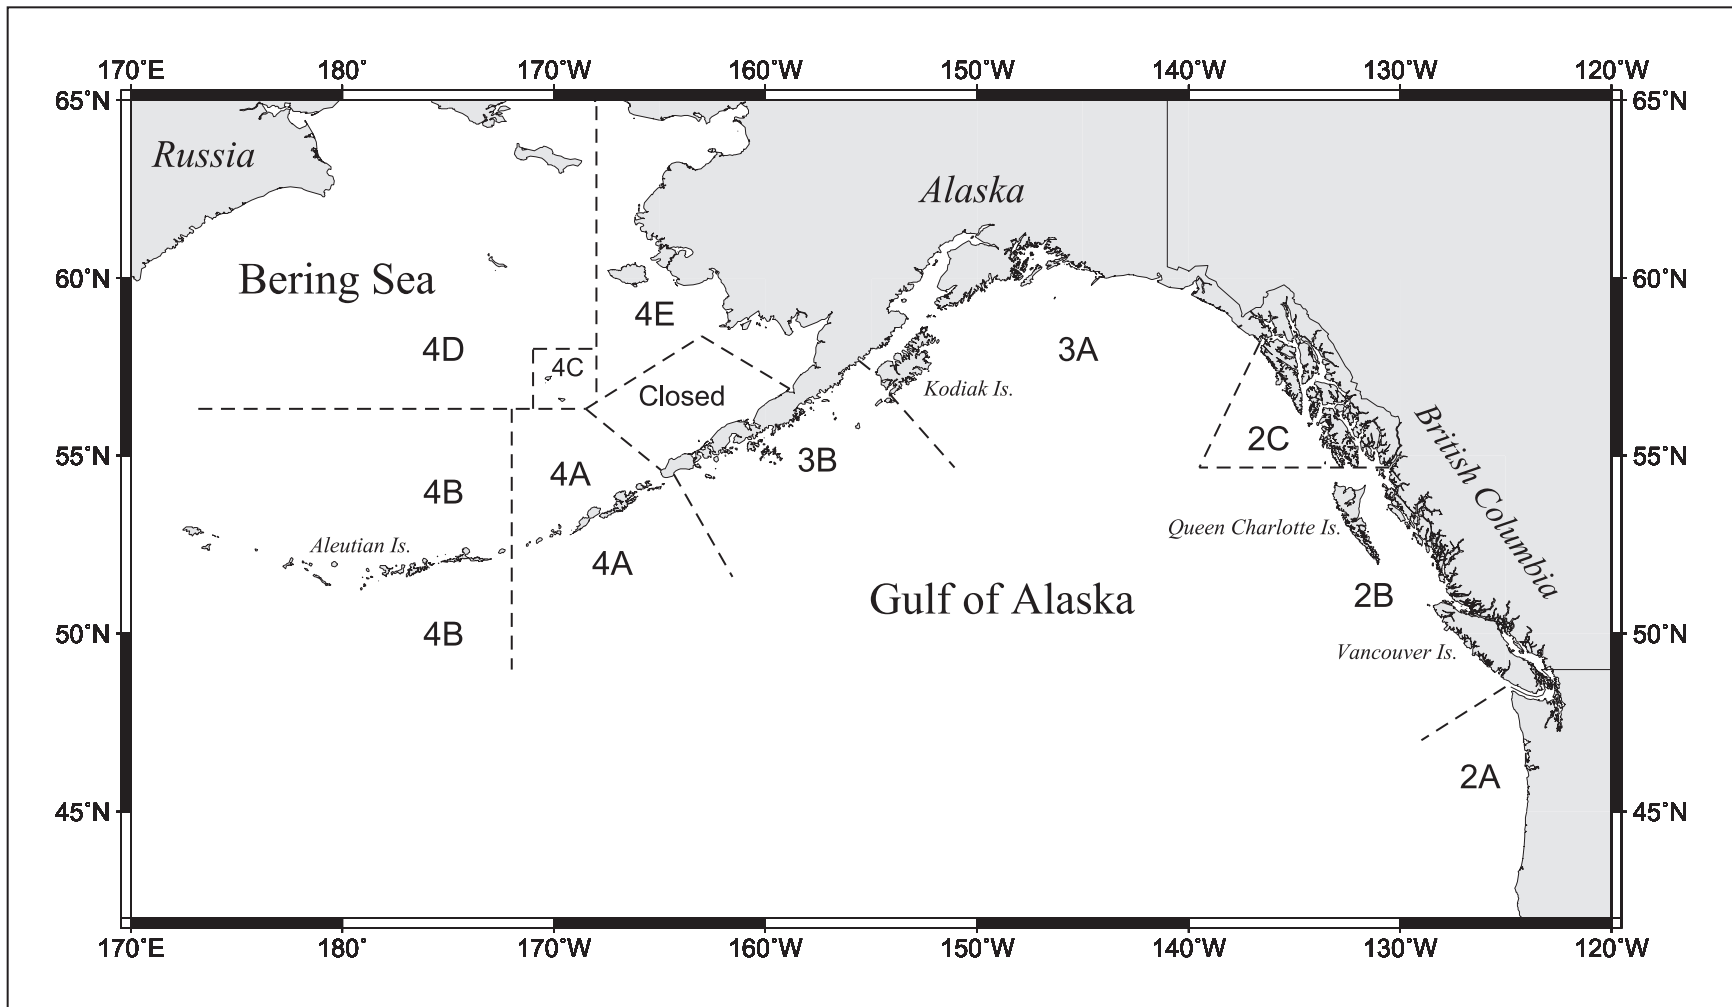 170˚E 180˚ 170˚W 160˚W 150˚W 140˚W 130˚W 120˚W
65˚N 65˚N
Russia
Alaska
Bering Sea
60˚N 60˚N
4E
4D
4C
3A
Closed
Kodiak Is.
2C
British Columbia
55˚N 55˚N
3B
4A
4B
Queen Charlotte Is.
Aleutian Is.
4A
Gulf of Alaska
2B
4B
50˚N 50˚N
Vancouver Is.
2A
45˚N 45˚N
170˚E 180˚ 170˚W 160˚W 150˚W 140˚W 130˚W 120˚W